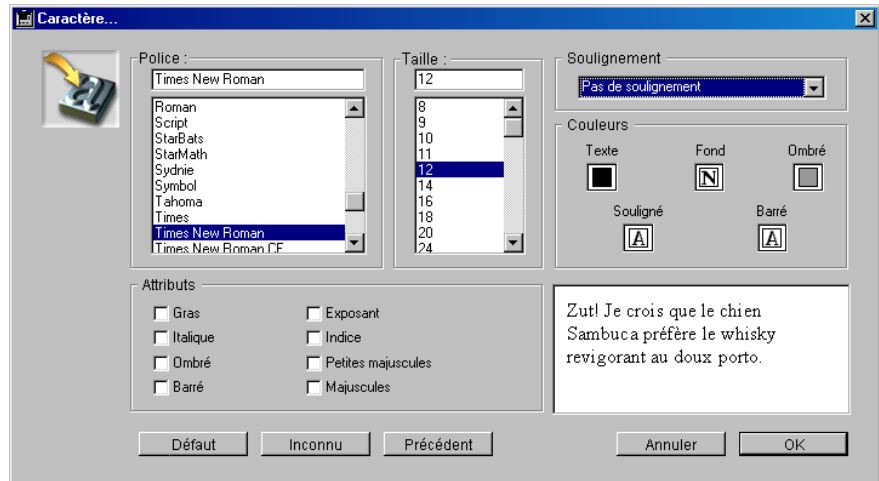 Caractère...
Police :
Times New Roman
Roman
Script
StarBats
StarMath
Sydnie
Symbol
Tahoma
Times
Times New Roman
Times New Roman CE
Taille :
12
8
9
10
11
12
14
16
18
20
24
Soulignement
Pas de soulignement
Couleurs
Texte Fond Ombré
N
Souligné Barré
A A
Attributs
Gras Exposant
Italique Indice
Ombré Petites majuscules
Barré Majuscules
Zut! Je crois que le chien
Sambuca préfère le whisky
revigorant au doux porto.
Défaut Inconnu Précédent Annuler OK